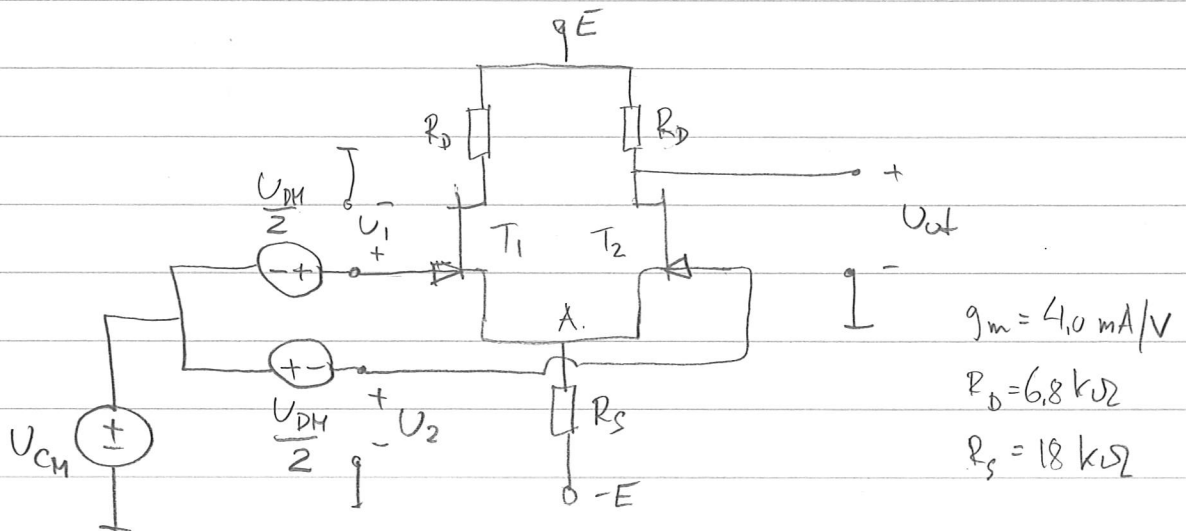 E
R_D
R_D
U_DM/2
-
U_1
+
T_1
T_2
+
U_ut
-
-+
A.
g_m = 4,0 mA/V
R_D = 6,8 kΩ
R_S = 18 kΩ
+-
U_DM/2
+
U_2
-
R_S
U_CM
±
-E